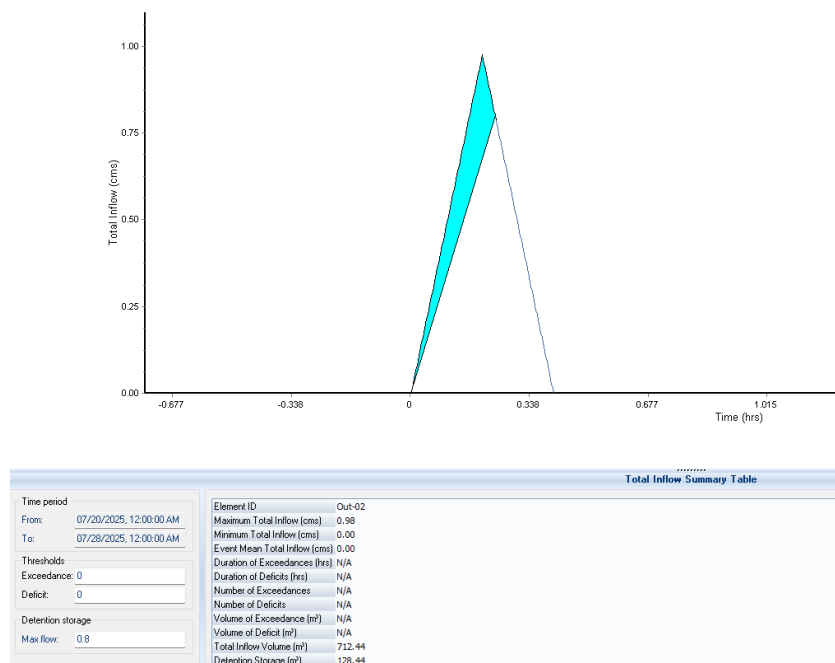 1.00
0.75
Total Inflow (cms)
0.50
0.25
0.00
-0.677 -0.338 0 0.338 0.677 1.015
Time (hrs)
Total Inflow Summary Table
Time period
From: 07/20/2025, 12:00:00 AM
To: 07/28/2025, 12:00:00 AM
Thresholds
Exceedance: 0
Deficit: 0
Detention storage
Max flow: 0.8
Element ID Out-02
Maximum Total Inflow (cms) 0.98
Minimum Total Inflow (cms) 0.00
Event Mean Total Inflow (cms) 0.00
Duration of Exceedances (hrs) N/A
Duration of Deficits (hrs) N/A
Number of Exceedances N/A
Number of Deficits N/A
Volume of Exceedance (m³) N/A
Volume of Deficit (m³) N/A
Total Inflow Volume (m³) 712.44
Detention Storage (m³) 128.44